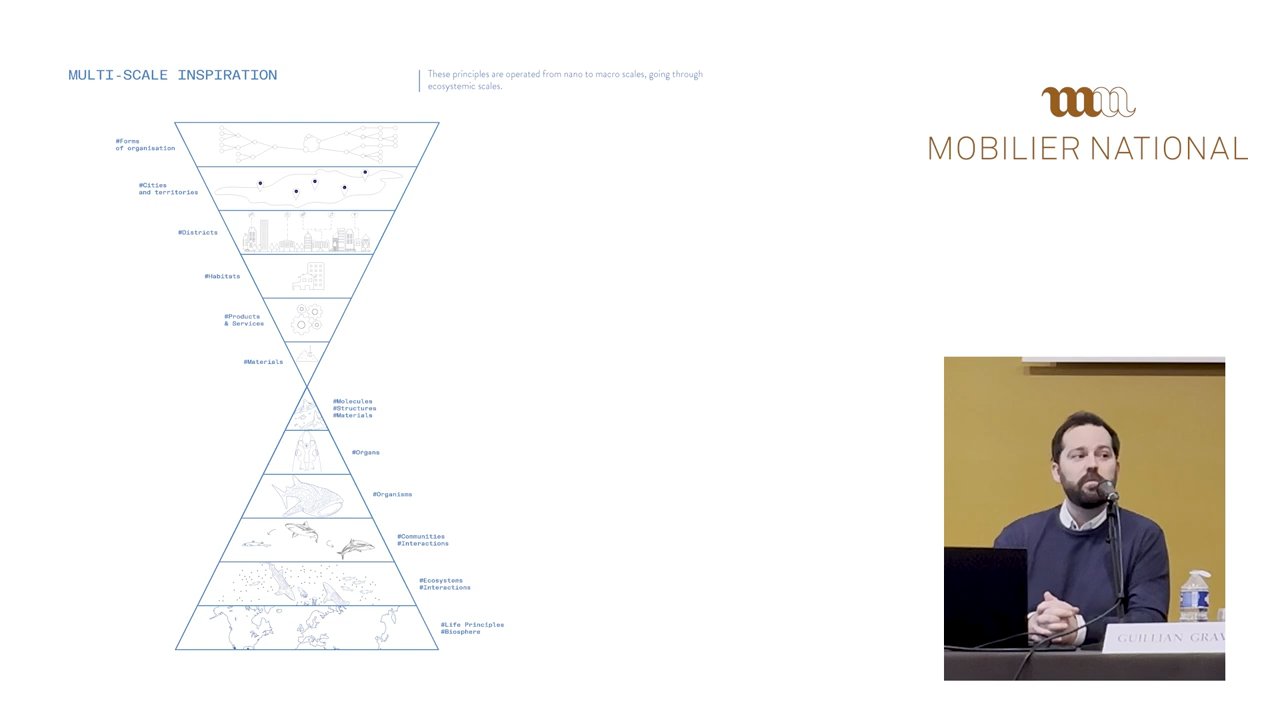 MULTI-SCALE INSPIRATION
These principles are operated from nano to macro scales, going through
ecosystemic scales.
MOBILIER NATIONAL
#Forms
of organisation
#Cities
and territories
#Districts
#Habitats
#Products
& Services
#Materials
#Molecules
#Structures
#Materials
#Organs
#Organisms
#Communities
#Interactions
#Ecosystems
#Interactions
#Life Principles
#Biosphere
GUILLIAN GRA